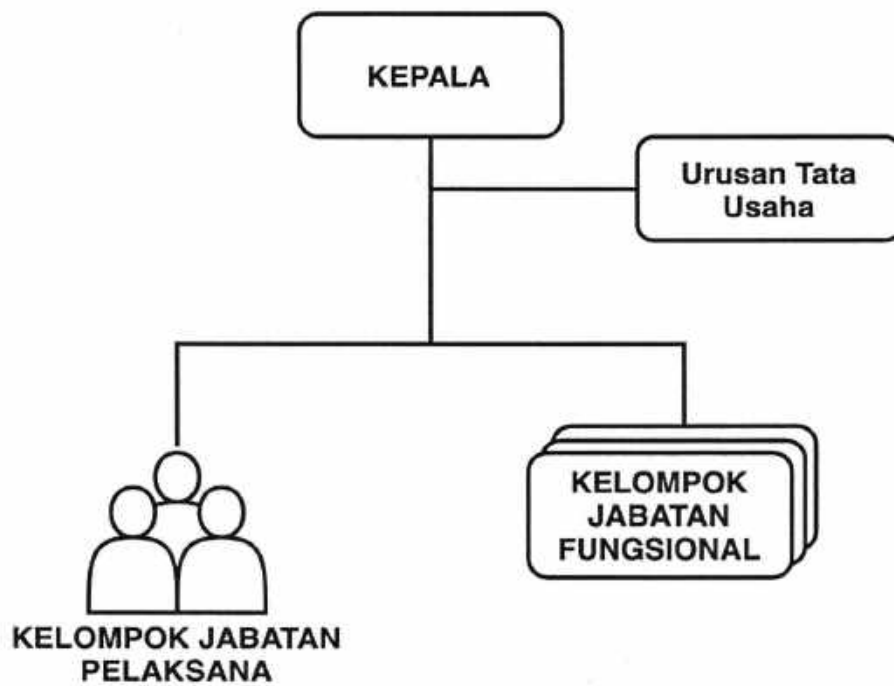 KEPALA
Urusan Tata
Usaha
KELOMPOK
JABATAN
FUNGSIONAL
KELOMPOK JABATAN
PELAKSANA